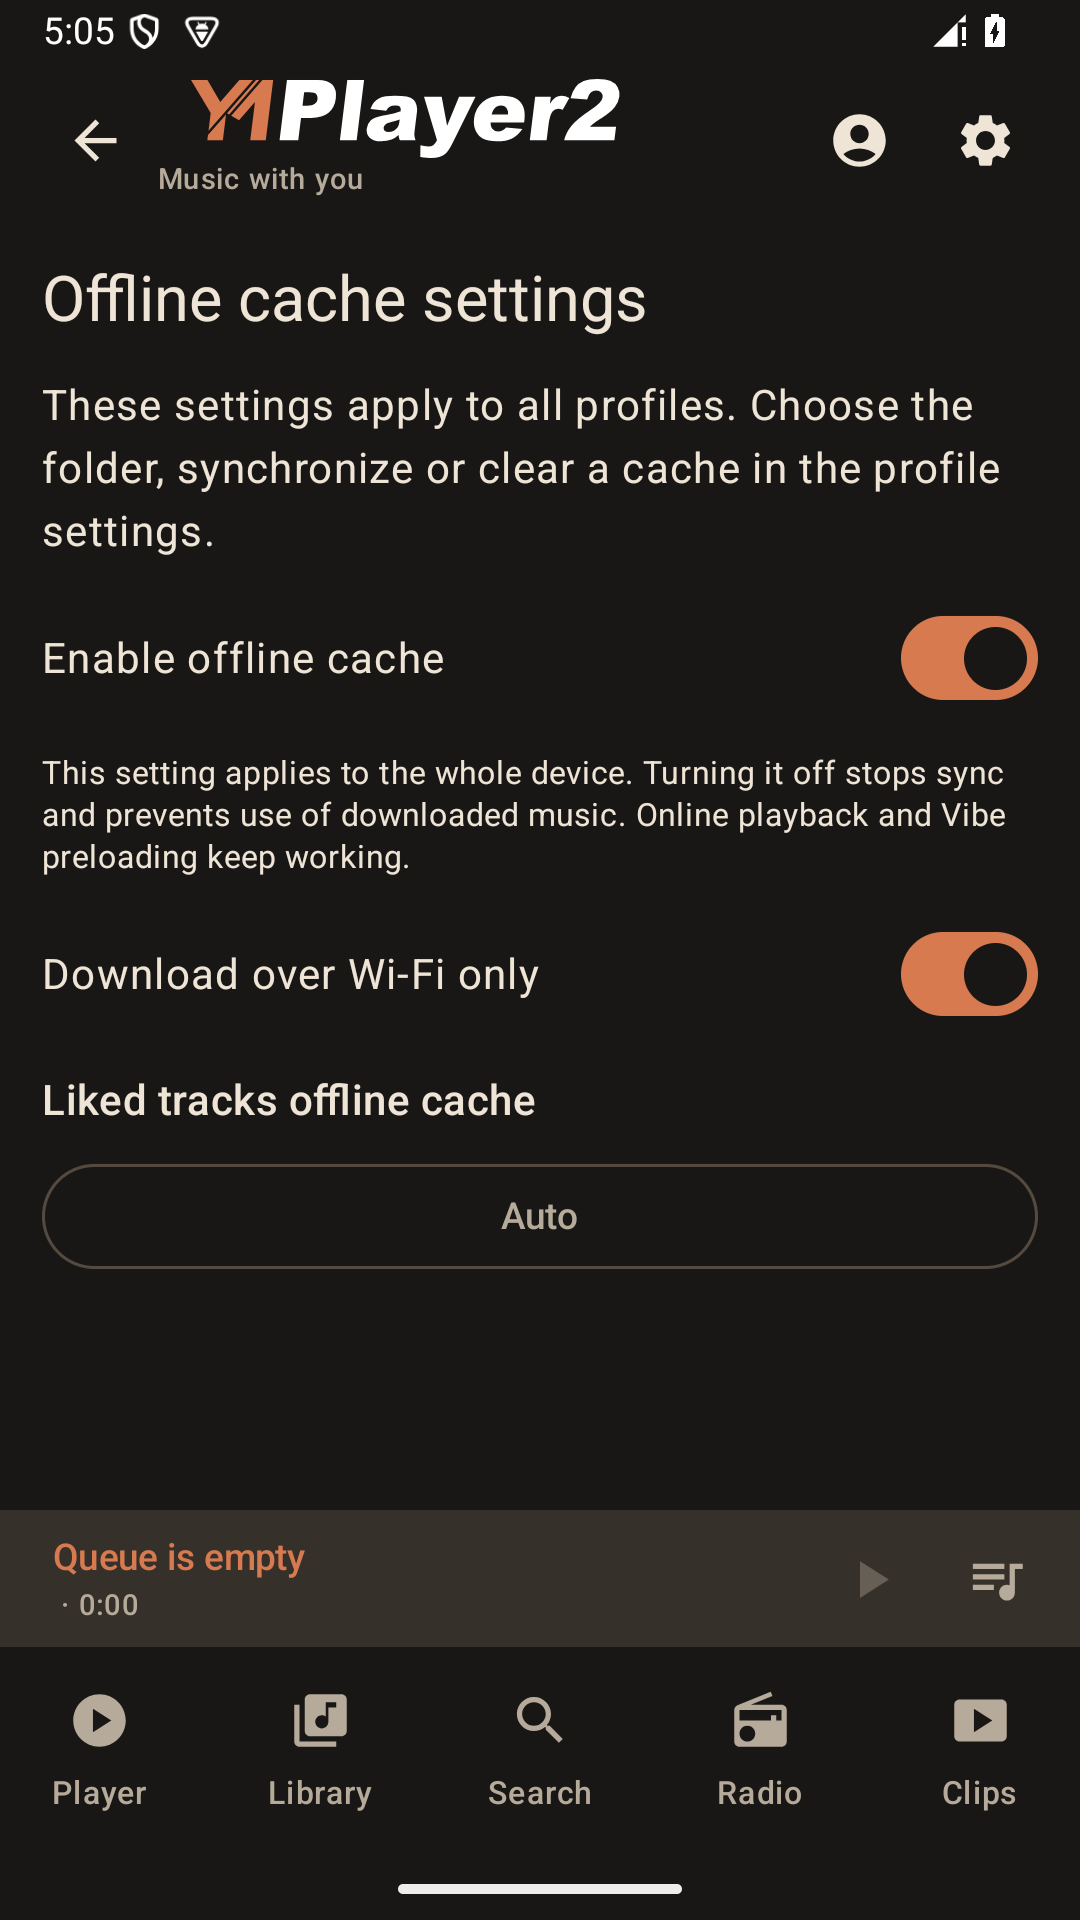 5:05
YMPlayer2
Music with you
Offline cache settings
These settings apply to all profiles. Choose the
folder, synchronize or clear a cache in the profile
settings.
Enable offline cache
This setting applies to the whole device. Turning it off stops sync
and prevents use of downloaded music. Online playback and Vibe
preloading keep working.
Download over Wi-Fi only
Liked tracks offline cache
Auto
Queue is empty
· 0:00
Player
Library
Search
Radio
Clips